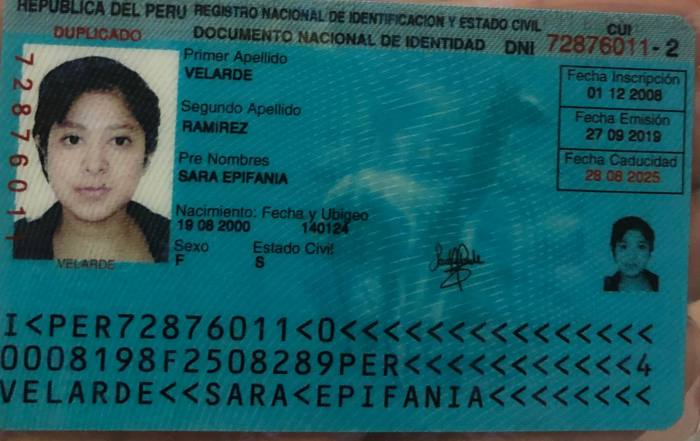 REPUBLICA DEL PERU REGISTRO NACIONAL DE IDENTIFICACION Y ESTADO CIVIL
DUPLICADO
DOCUMENTO NACIONAL DE IDENTIDAD DNI
CUI
72876011-2
72876011
Primer Apellido
VELARDE
Segundo Apellido
RAMIREZ
Pre Nombres
SARA EPIFANIA
Nacimiento: Fecha y Ubigeo
19 08 2000 140124
Sexo Estado Civil
F S
Fecha Inscripción
01 12 2008
Fecha Emisión
27 09 2019
Fecha Caducidad
28 08 2025
VELARDE
I<PER72876011<0<<<<<<<<<<<<<<<<
0008198F2508289PER<<<<<<<<<<<4
VELARDE<<SARA<EPIFANIA<<<<<<<<